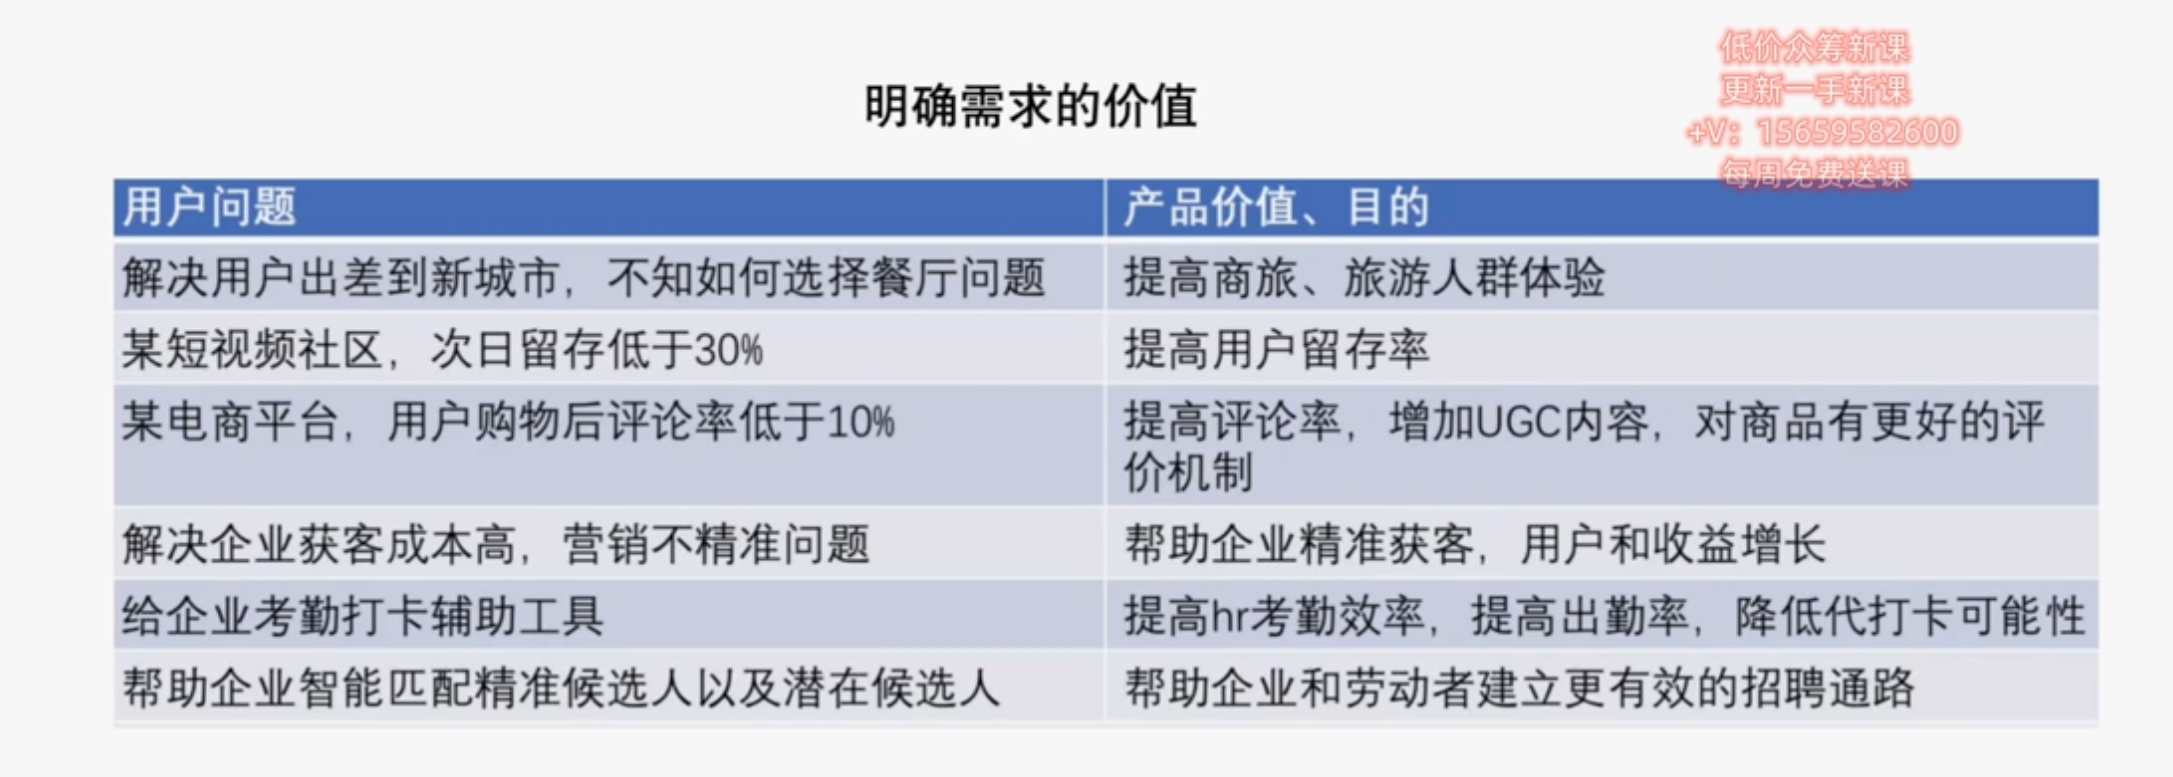 低价众筹新课
更新一手新课
+V：15659582600
每周免费送课
明确需求的价值
用户问题
产品价值、目的
解决用户出差到新城市，不知如何选择餐厅问题
提高商旅、旅游人群体验
某短视频社区，次日留存低于30%
提高用户留存率
某电商平台，用户购物后评论率低于10%
提高评论率，增加UGC内容，对商品有更好的评
价机制
解决企业获客成本高，营销不精准问题
帮助企业精准获客，用户和收益增长
给企业考勤打卡辅助工具
提高hr考勤效率，提高出勤率，降低代打卡可能性
帮助企业智能匹配精准候选人以及潜在候选人
帮助企业和劳动者建立更有效的招聘通路